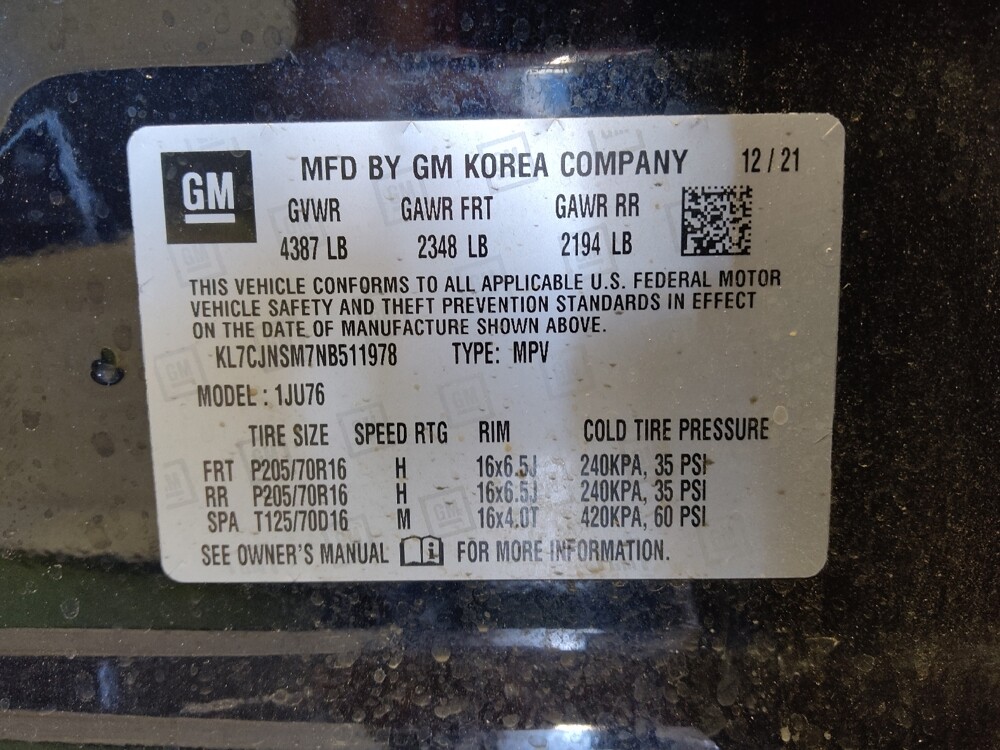 GM
MFD BY GM KOREA COMPANY 12 / 21
GVWR GAWR FRT GAWR RR
4387 LB 2348 LB 2194 LB
THIS VEHICLE CONFORMS TO ALL APPLICABLE U.S. FEDERAL MOTOR
VEHICLE SAFETY AND THEFT PREVENTION STANDARDS IN EFFECT
ON THE DATE OF MANUFACTURE SHOWN ABOVE.
KL7CJNSM7NB511978 TYPE: MPV
MODEL : 1JU76
TIRE SIZE SPEED RTG RIM COLD TIRE PRESSURE
FRT P205/70R16 H 16x6.5J 240KPA, 35 PSI
RR P205/70R16 H 16x6.5J 240KPA, 35 PSI
SPA T125/70D16 M 16x4.0T 420KPA, 60 PSI
SEE OWNER'S MANUAL FOR MORE INFORMATION.